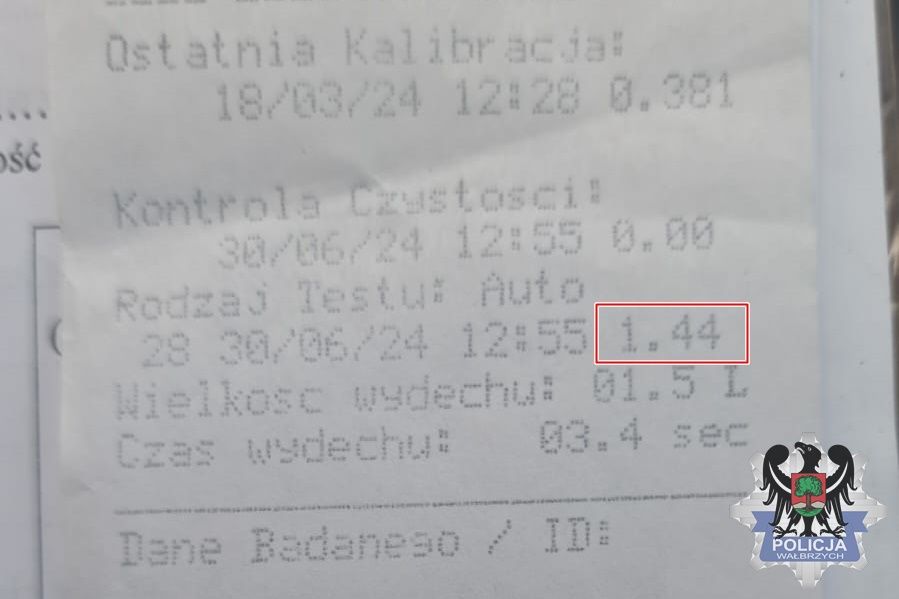 Ostatnia Kalibracja:
18/03/24 12:28 0.381
Kontrola Czystosci:
30/06/24 12:55 0.00
Rodzaj Testu: Auto
28 30/06/24 12:55 1.44
Wielkosc wydechu: 01.5 L
Czas wydechu: 03.4 sec
Dane Badanego / ID:
ość
POLICJA
WAŁBRZYCH